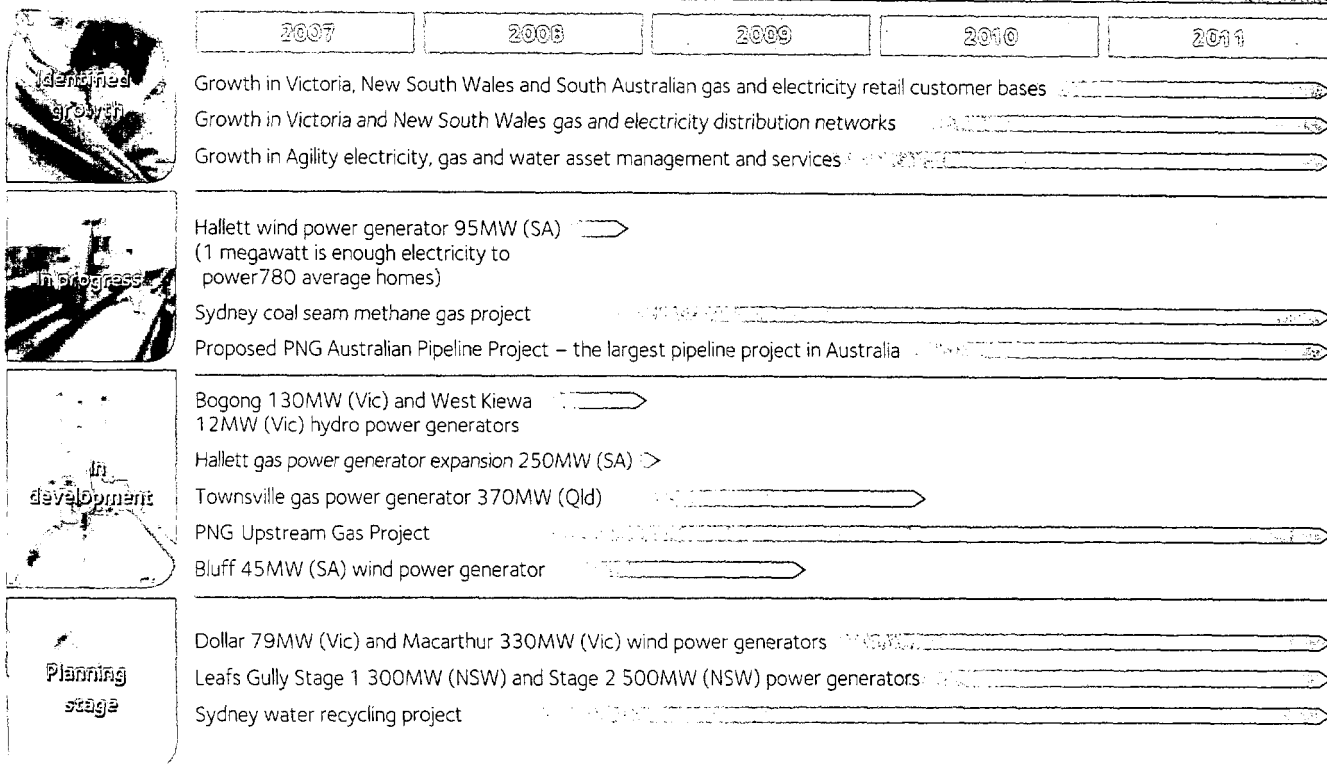 2007 2008 2009 2010 2011
Identified
growth
Growth in Victoria, New South Wales and South Australian gas and electricity retail customer bases
Growth in Victoria and New South Wales gas and electricity distribution networks
Growth in Agility electricity, gas and water asset management and services
In progress
Hallett wind power generator 95MW (SA)
(1 megawatt is enough electricity to
power780 average homes)
Sydney coal seam methane gas project
Proposed PNG Australian Pipeline Project – the largest pipeline project in Australia
In
development
Bogong 130MW (Vic) and West Kiewa
12MW (Vic) hydro power generators
Hallett gas power generator expansion 250MW (SA)
Townsville gas power generator 370MW (Qld)
PNG Upstream Gas Project
Bluff 45MW (SA) wind power generator
Planning
stage
Dollar 79MW (Vic) and Macarthur 330MW (Vic) wind power generators
Leafs Gully Stage 1 300MW (NSW) and Stage 2 500MW (NSW) power generators
Sydney water recycling project